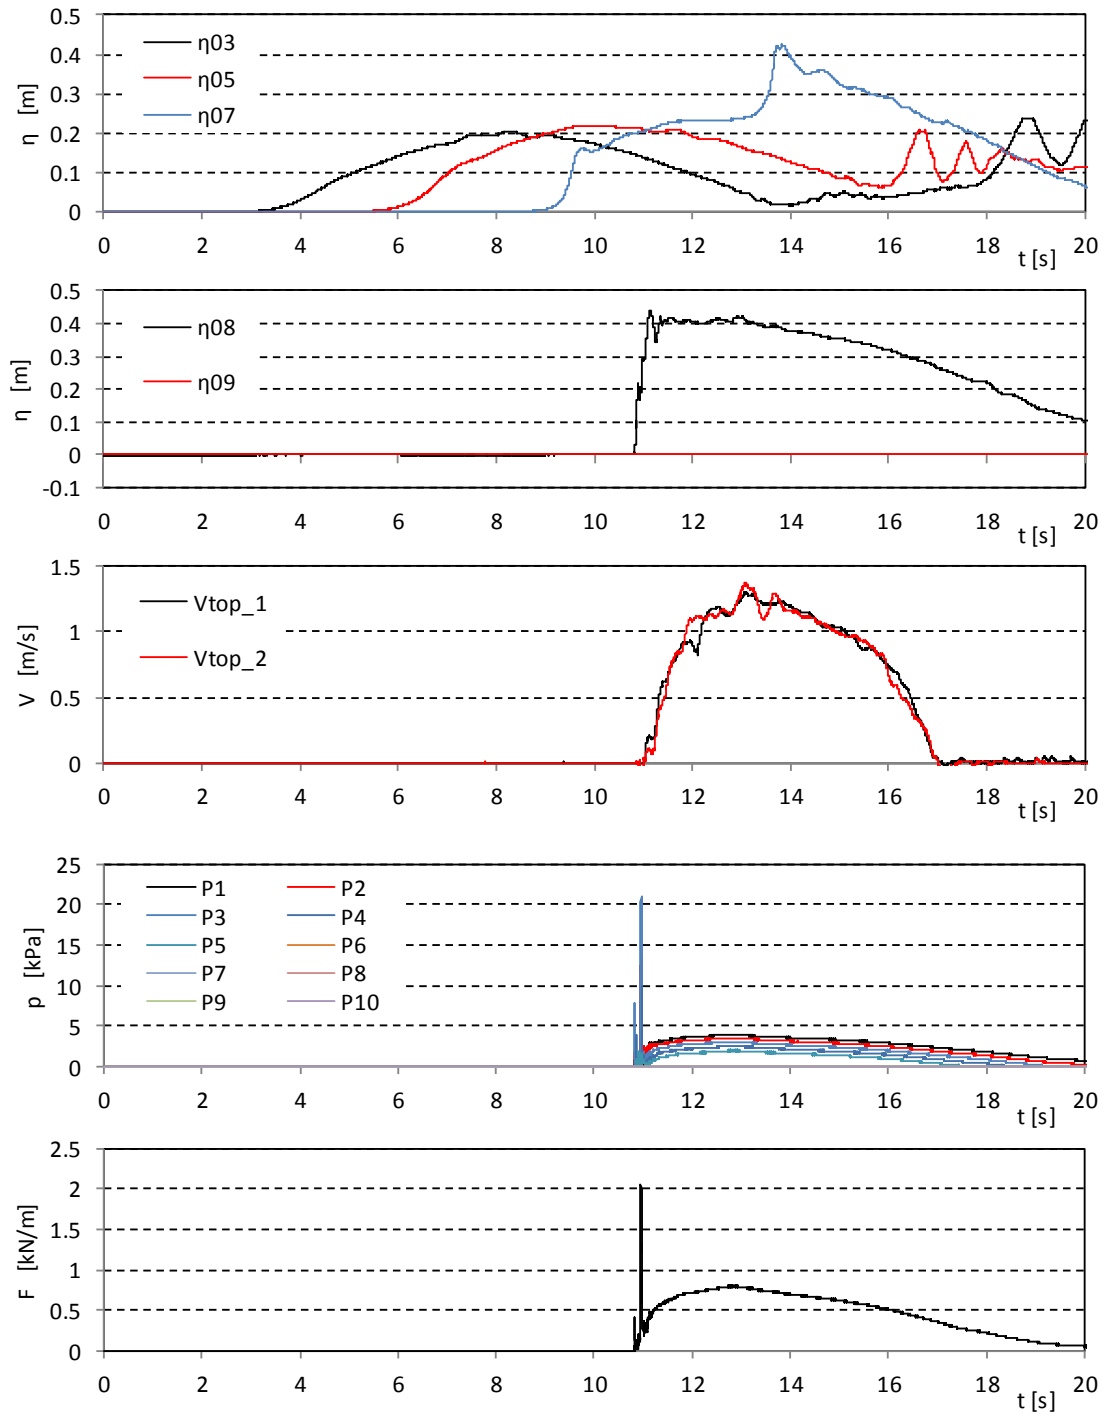 0.5
0.4
0.3
0.2
0.1
0
η [m]
η03
η05
η07
0 2 4 6 8 10 12 14 16 18 20
t [s]
0.5
0.4
0.3
0.2
0.1
0
-0.1
η [m]
η08
η09
0 2 4 6 8 10 12 14 16 18 20
t [s]
1.5
1
0.5
0
V [m/s]
Vtop_1
Vtop_2
0 2 4 6 8 10 12 14 16 18 20
t [s]
25
20
15
10
5
0
p [kPa]
P1 P2
P3 P4
P5 P6
P7 P8
P9 P10
0 2 4 6 8 10 12 14 16 18 20
t [s]
2.5
2
1.5
1
0.5
0
F [kN/m]
0 2 4 6 8 10 12 14 16 18 20
t [s]